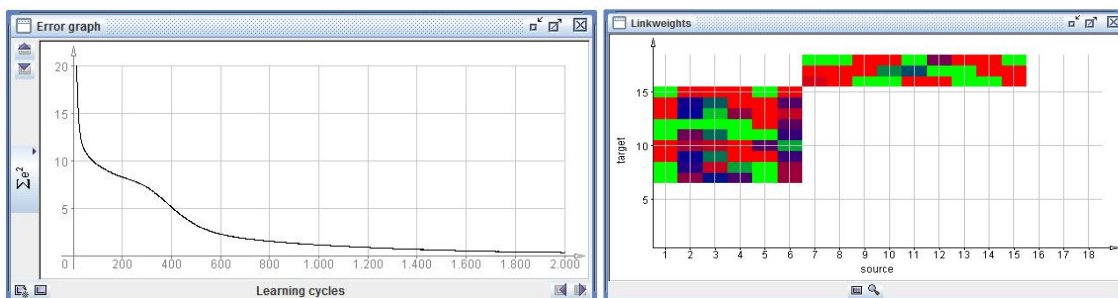 Error graph
20
15
10
5
0
200
400
600
800
1.000
1.200
1.400
1.600
1.800
2.000
∑e²
Learning cycles
Linkweights
target
15
10
5
1 2 3 4 5 6 7 8 9 10 11 12 13 14 15 16 17 18
source